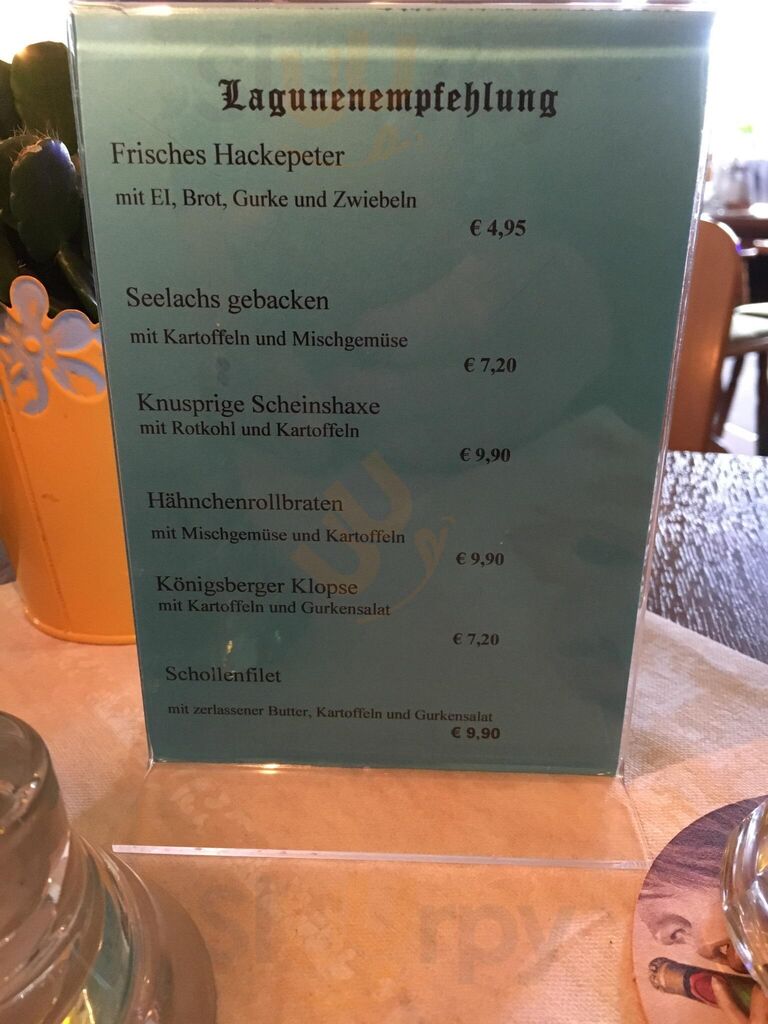 Lagunenempfehlung
Frisches Hackepeter
mit EI, Brot, Gurke und Zwiebeln
€ 4,95
Seelachs gebacken
mit Kartoffeln und Mischgemüse
€ 7,20
Knusprige Scheinshaxe
mit Rotkohl und Kartoffeln
€ 9,90
Hähnchenrollbraten
mit Mischgemüse und Kartoffeln
€ 9,90
Königsberger Klopse
mit Kartoffeln und Gurkensalat
€ 7,20
Schollenfilet
mit zerlassener Butter, Kartoffeln und Gurkensalat
€ 9,90